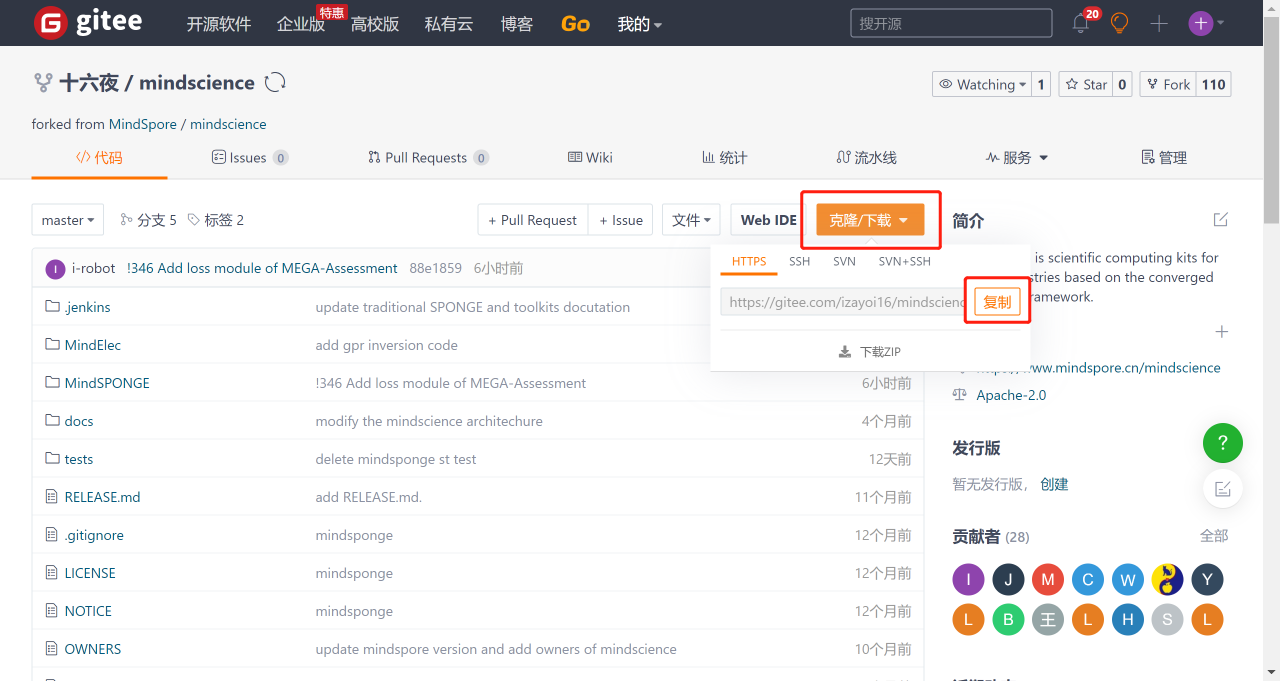 gitee 开源软件 企业版 特惠 高校版 私有云 博客 Go 我的 搜开源 20
十六夜 / mindscience Watching 1 Star 0 Fork 110
forked from MindSpore / mindscience
代码 Issues 0 Pull Requests 0 Wiki 统计 流水线 服务 管理
master 分支 5 标签 2 + Pull Request + Issue 文件 Web IDE 克隆/下载
HTTPS SSH SVN SVN+SSH
https://gitee.com/izayoi16/mindscienc 复制
下载ZIP
i-robot !346 Add loss module of MEGA-Assessment 88e1859 6小时前
.jenkins update traditional SPONGE and toolkits docutation
MindElec add gpr inversion code
MindSPONGE !346 Add loss module of MEGA-Assessment 6小时前
docs modify the mindscience architechure 4个月前
tests delete mindsponge st test 12天前
RELEASE.md add RELEASE.md. 11个月前
.gitignore mindsponge 12个月前
LICENSE mindsponge 12个月前
NOTICE mindsponge 12个月前
OWNERS update mindspore version and add owners of mindscience 10个月前
简介
is scientific computing kits for
stries based on the converged
ramework.
www.mindspore.cn/mindscience
Apache-2.0
发行版
暂无发行版， 创建
贡献者 (28) 全部
I J M C W Y
L B 王 L H S L
?